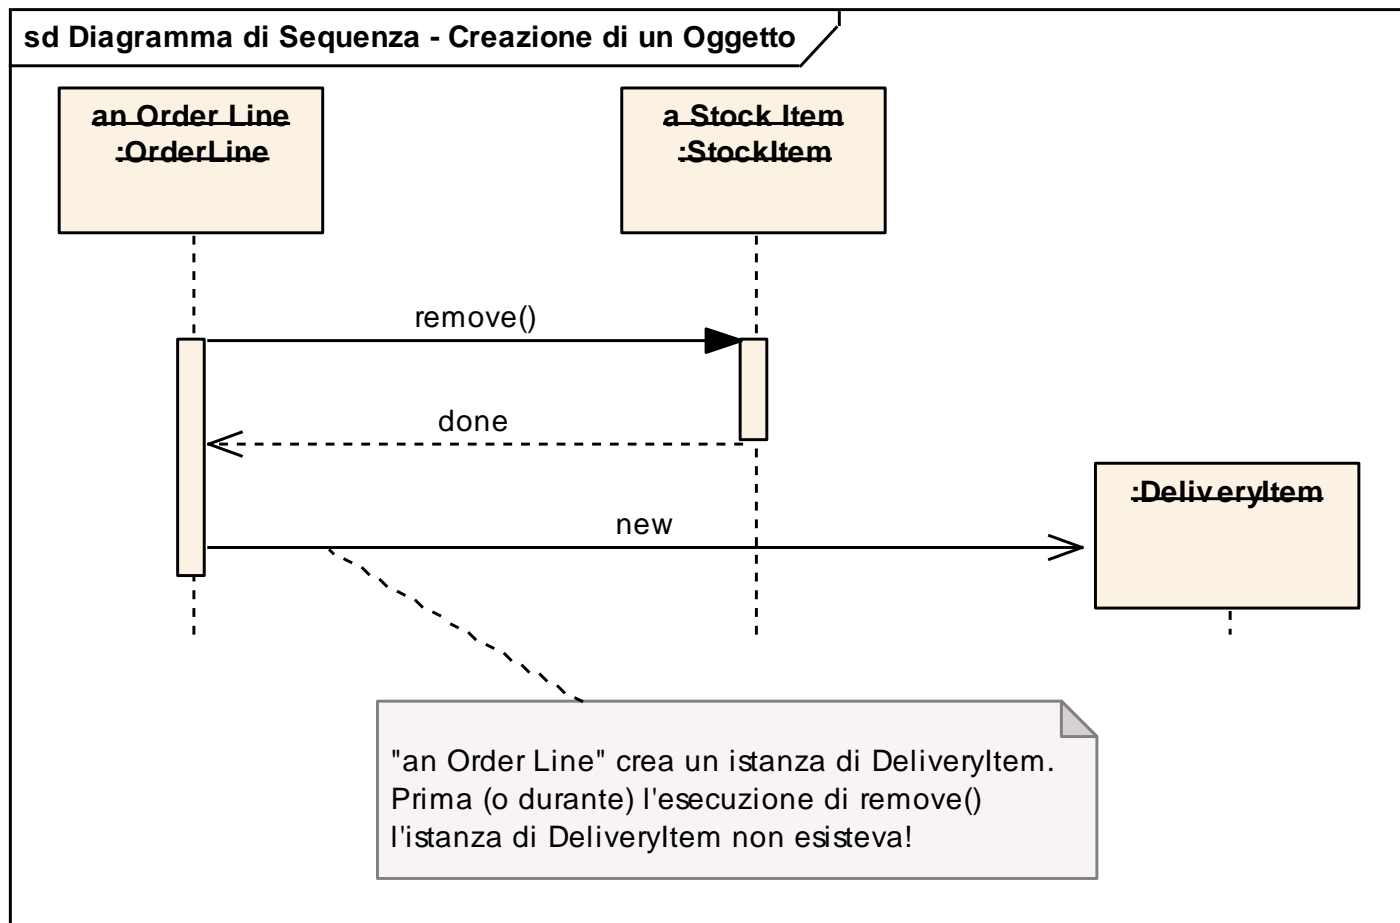 sd Diagramma di Sequenza - Creazione di un Oggetto
an Order Line
:OrderLine
a Stock Item
:StockItem
remove()
done
:DeliveryItem
new
"an Order Line" crea un istanza di DeliveryItem.
Prima (o durante) l'esecuzione di remove()
l'istanza di DeliveryItem non esisteva!